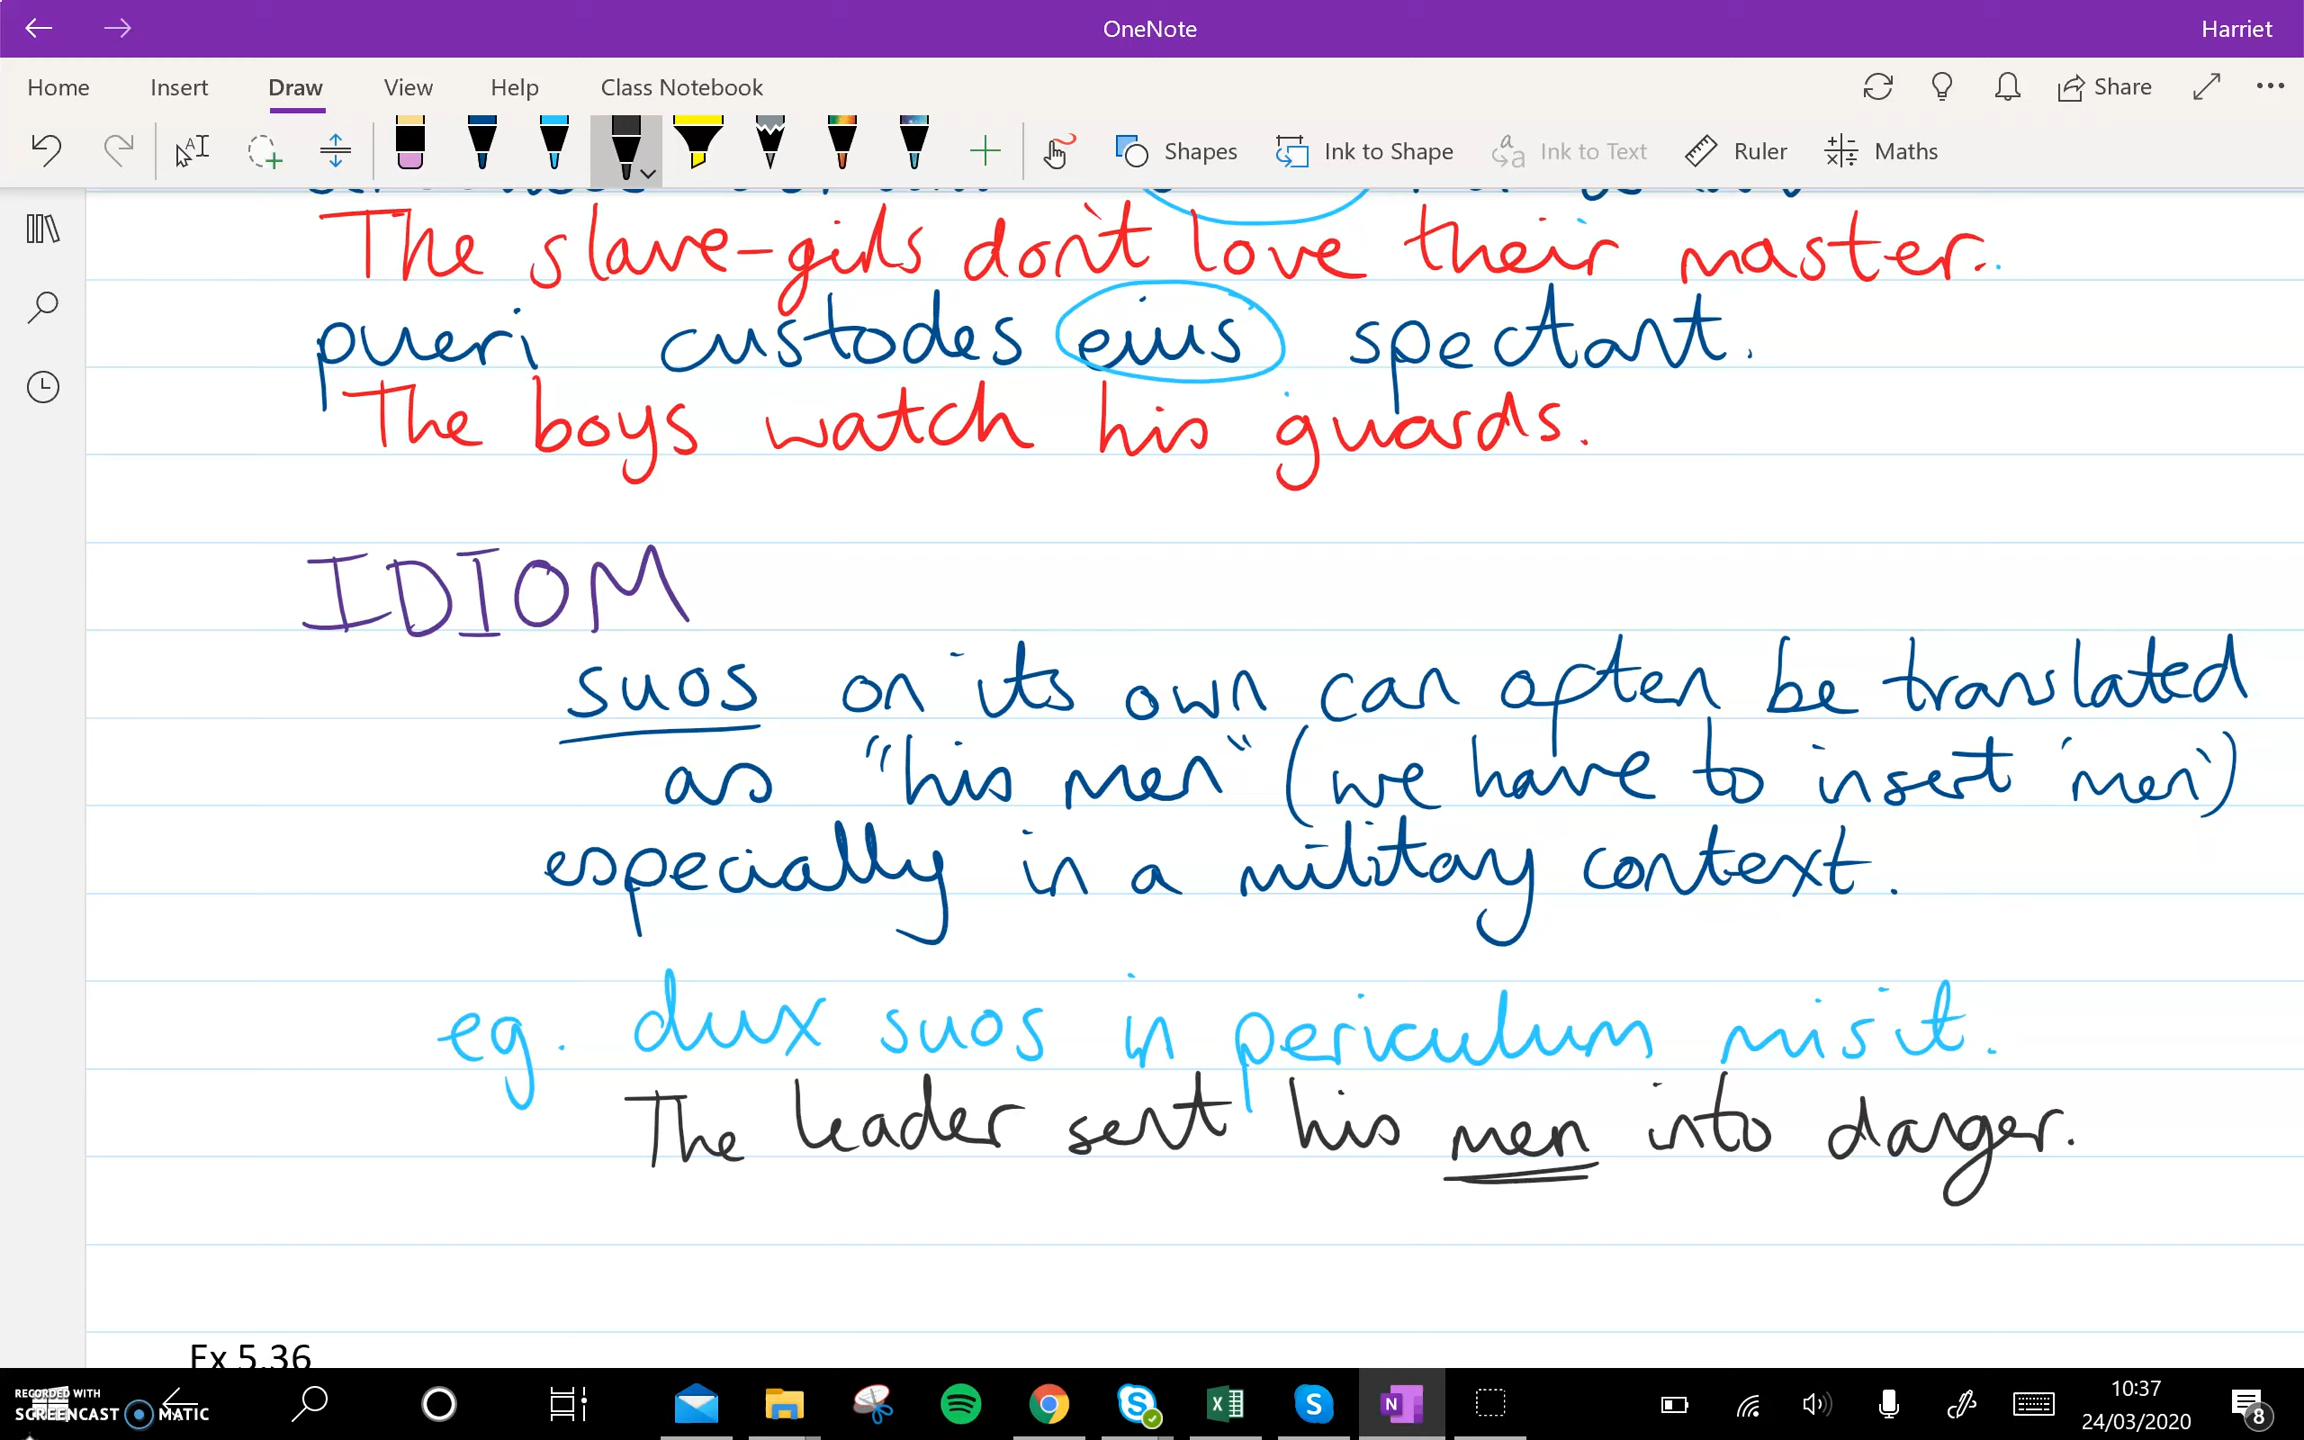 OneNote
Harriet
Home Insert Draw View Help Class Notebook
Share
Shapes Ink to Shape Ink to Text Ruler Maths
The slave-girls don't love their master.
pueri custodes eius spectant.
The boys watch his guards.
IDIOM
suos on its own can often be translated
as "his men" (we have to insert 'men')
especially in a military context.
eg. dux suos in periculum misit.
The leader sent his men into danger.
Ex 5.36
RECORDED WITH
SCREENCAST MATIC
10:37
24/03/2020
8